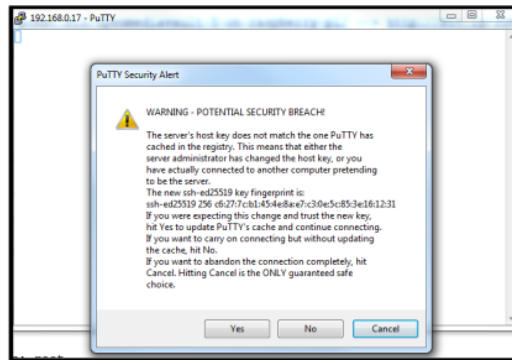 192.168.0.17 - PuTTY
PuTTY Security Alert
WARNING - POTENTIAL SECURITY BREACH!
The server's host key does not match the one PuTTY has
cached in the registry. This means that either the
server administrator has changed the host key, or you
have actually connected to another computer pretending
to be the server.
The new ssh-ed25519 key fingerprint is:
ssh-ed25519 256 c6:27:7c:b1:45:4e:8a:e7:c3:0e:5c:85:3e:16:12:31
If you were expecting this change and trust the new key,
hit Yes to update PuTTY's cache and continue connecting.
If you want to carry on connecting but without updating
the cache, hit No.
If you want to abandon the connection completely, hit
Cancel. Hitting Cancel is the ONLY guaranteed safe
choice.
Yes
No
Cancel